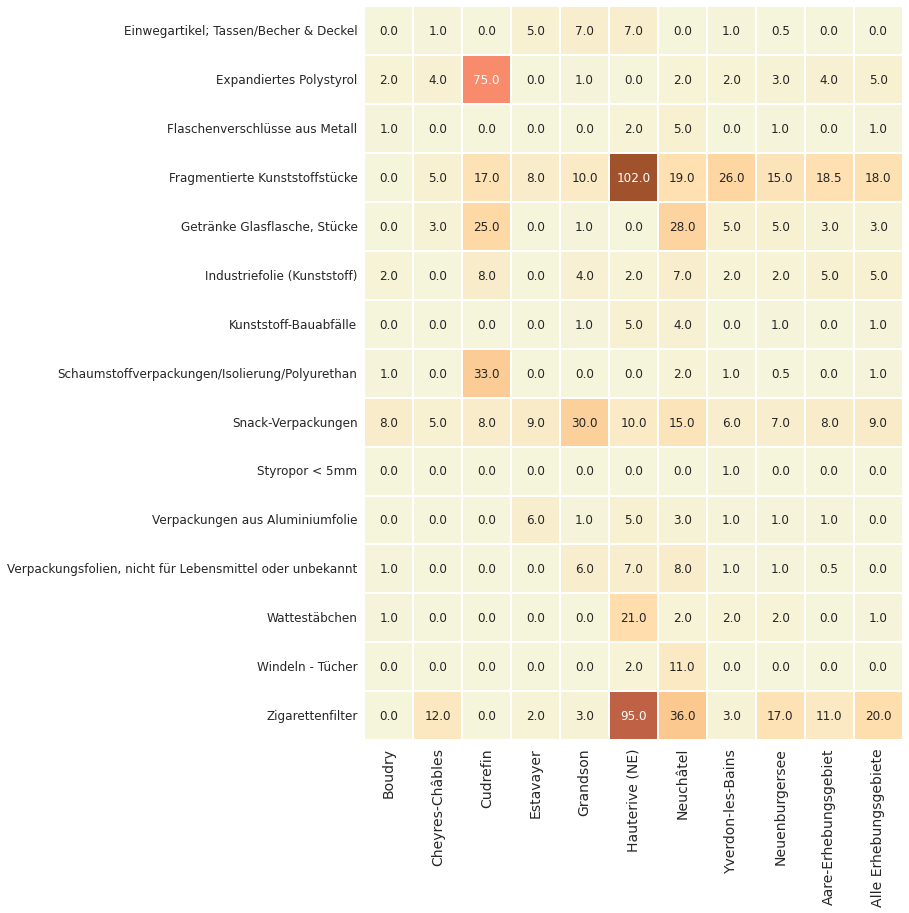 Einwegartikel; Tassen/Becher & Deckel 0.0 1.0 0.0 5.0 7.0 7.0 0.0 1.0 0.5 0.0 0.0
Expandiertes Polystyrol 2.0 4.0 75.0 0.0 1.0 0.0 2.0 2.0 3.0 4.0 5.0
Flaschenverschlüsse aus Metall 1.0 0.0 0.0 0.0 0.0 2.0 5.0 0.0 1.0 0.0 1.0
Fragmentierte Kunststoffstücke 0.0 5.0 17.0 8.0 10.0 102.0 19.0 26.0 15.0 18.5 18.0
Getränke Glasflasche, Stücke 0.0 3.0 25.0 0.0 1.0 0.0 28.0 5.0 5.0 3.0 3.0
Industriefolie (Kunststoff) 2.0 0.0 8.0 0.0 4.0 2.0 7.0 2.0 2.0 5.0 5.0
Kunststoff-Bauabfälle 0.0 0.0 0.0 0.0 1.0 5.0 4.0 0.0 1.0 0.0 1.0
Schaumstoffverpackungen/Isolierung/Polyurethan 1.0 0.0 33.0 0.0 0.0 0.0 2.0 1.0 0.5 0.0 1.0
Snack-Verpackungen 8.0 5.0 8.0 9.0 30.0 10.0 15.0 6.0 7.0 8.0 9.0
Styropor < 5mm 0.0 0.0 0.0 0.0 0.0 0.0 0.0 1.0 0.0 0.0 0.0
Verpackungen aus Aluminiumfolie 0.0 0.0 0.0 6.0 1.0 5.0 3.0 1.0 1.0 1.0 0.0
Verpackungsfolien, nicht für Lebensmittel oder unbekannt 1.0 0.0 0.0 0.0 6.0 7.0 8.0 1.0 1.0 0.5 0.0
Wattestäbchen 1.0 0.0 0.0 0.0 0.0 21.0 2.0 2.0 2.0 0.0 1.0
Windeln - Tücher 0.0 0.0 0.0 0.0 0.0 2.0 11.0 0.0 0.0 0.0 0.0
Zigarettenfilter 0.0 12.0 0.0 2.0 3.0 95.0 36.0 3.0 17.0 11.0 20.0
Boudry
Cheyres-Châbles
Cudrefin
Estavayer
Grandson
Hauterive (NE)
Neuchâtel
Yverdon-les-Bains
Neuenburgersee
Aare-Erhebungsgebiet
Alle Erhebungsgebiete